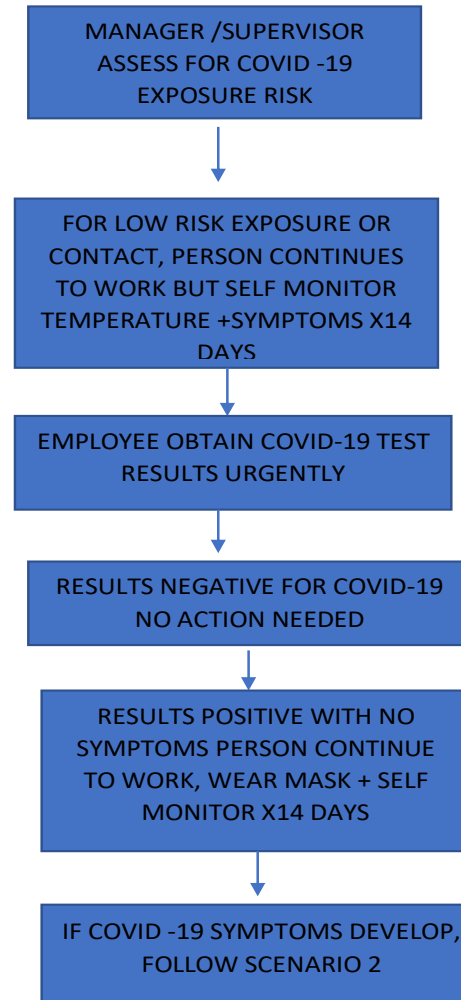 MANAGER /SUPERVISOR
ASSESS FOR COVID -19
EXPOSURE RISK
FOR LOW RISK EXPOSURE OR
CONTACT, PERSON CONTINUES
TO WORK BUT SELF MONITOR
TEMPERATURE +SYMPTOMS X14
DAYS
EMPLOYEE OBTAIN COVID-19 TEST
RESULTS URGENTLY
RESULTS NEGATIVE FOR COVID-19
NO ACTION NEEDED
RESULTS POSITIVE WITH NO
SYMPTOMS PERSON CONTINUE
TO WORK, WEAR MASK + SELF
MONITOR X14 DAYS
IF COVID -19 SYMPTOMS DEVELOP,
FOLLOW SCENARIO 2